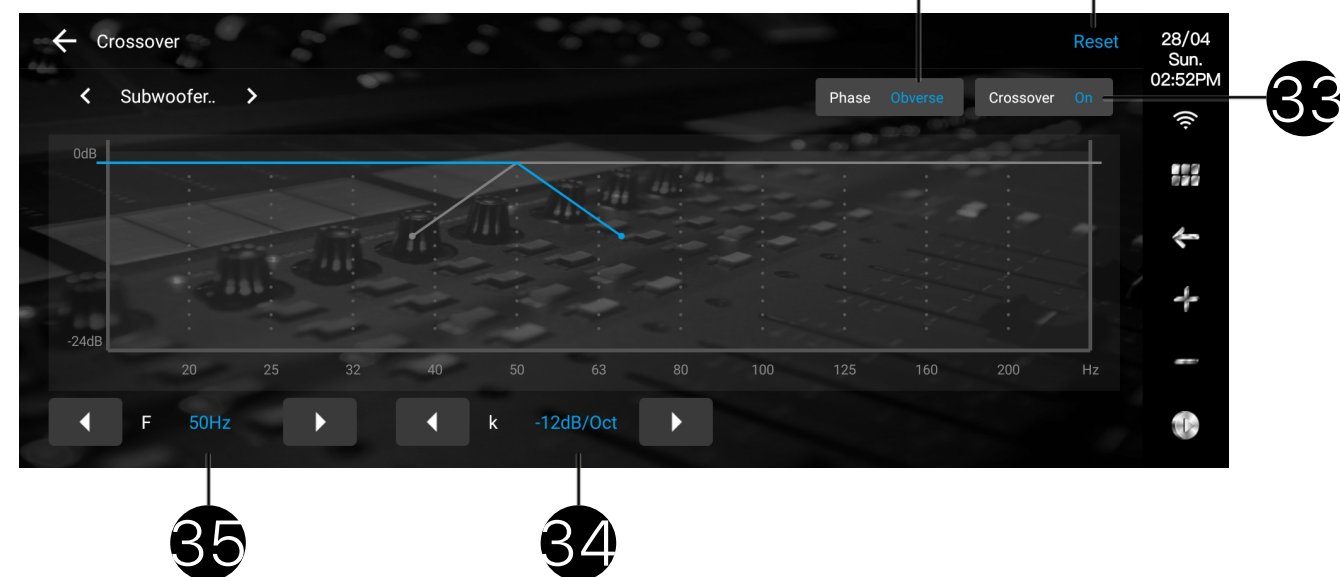 Crossover
Reset
28/04
Sun.
02:52PM
Subwoofer..
Phase Obverse
Crossover On
33
0dB
-24dB
20 25 32 40 50 63 80 100 125 160 200 Hz
F 50Hz
k -12dB/Oct
35
34